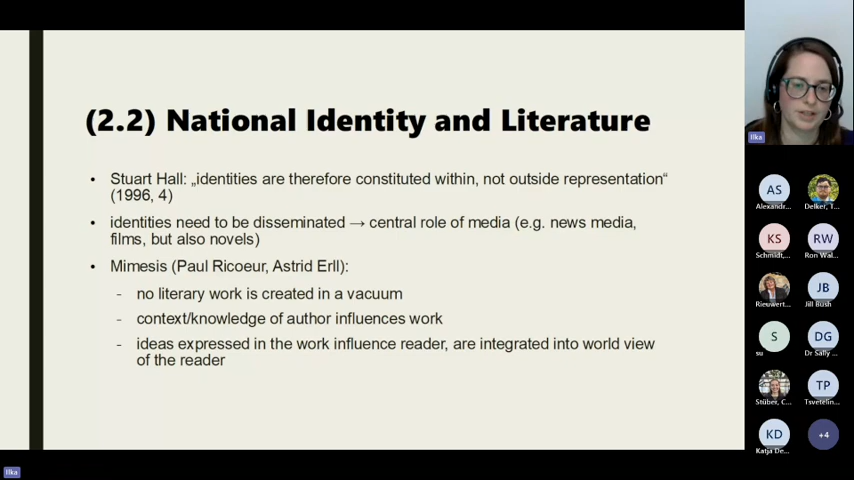 (2.2) National Identity and Literature
• Stuart Hall: „identities are therefore constituted within, not outside representation“
(1996, 4)
• identities need to be disseminated → central role of media (e.g. news media,
films, but also novels)
• Mimesis (Paul Ricoeur, Astrid Erll):
- no literary work is created in a vacuum
- context/knowledge of author influences work
- ideas expressed in the work influence reader, are integrated into world view
of the reader
Ilka
Ilka
AS
Alexandr...
Delker, T...
KS
Schmidt,...
RW
Ron Wal...
Rieuwert...
JB
Jill Bush
S
su
DG
Dr Sally ...
Stüber, C...
TP
Tsvetelin...
KD
Katja De...
+4